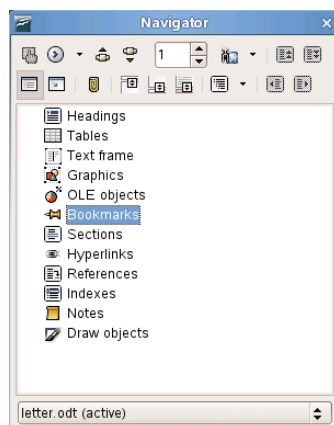 Navigator
1
Headings
Tables
Text frame
Graphics
OLE objects
Bookmarks
Sections
Hyperlinks
References
Indexes
Notes
Draw objects
letter.odt (active)